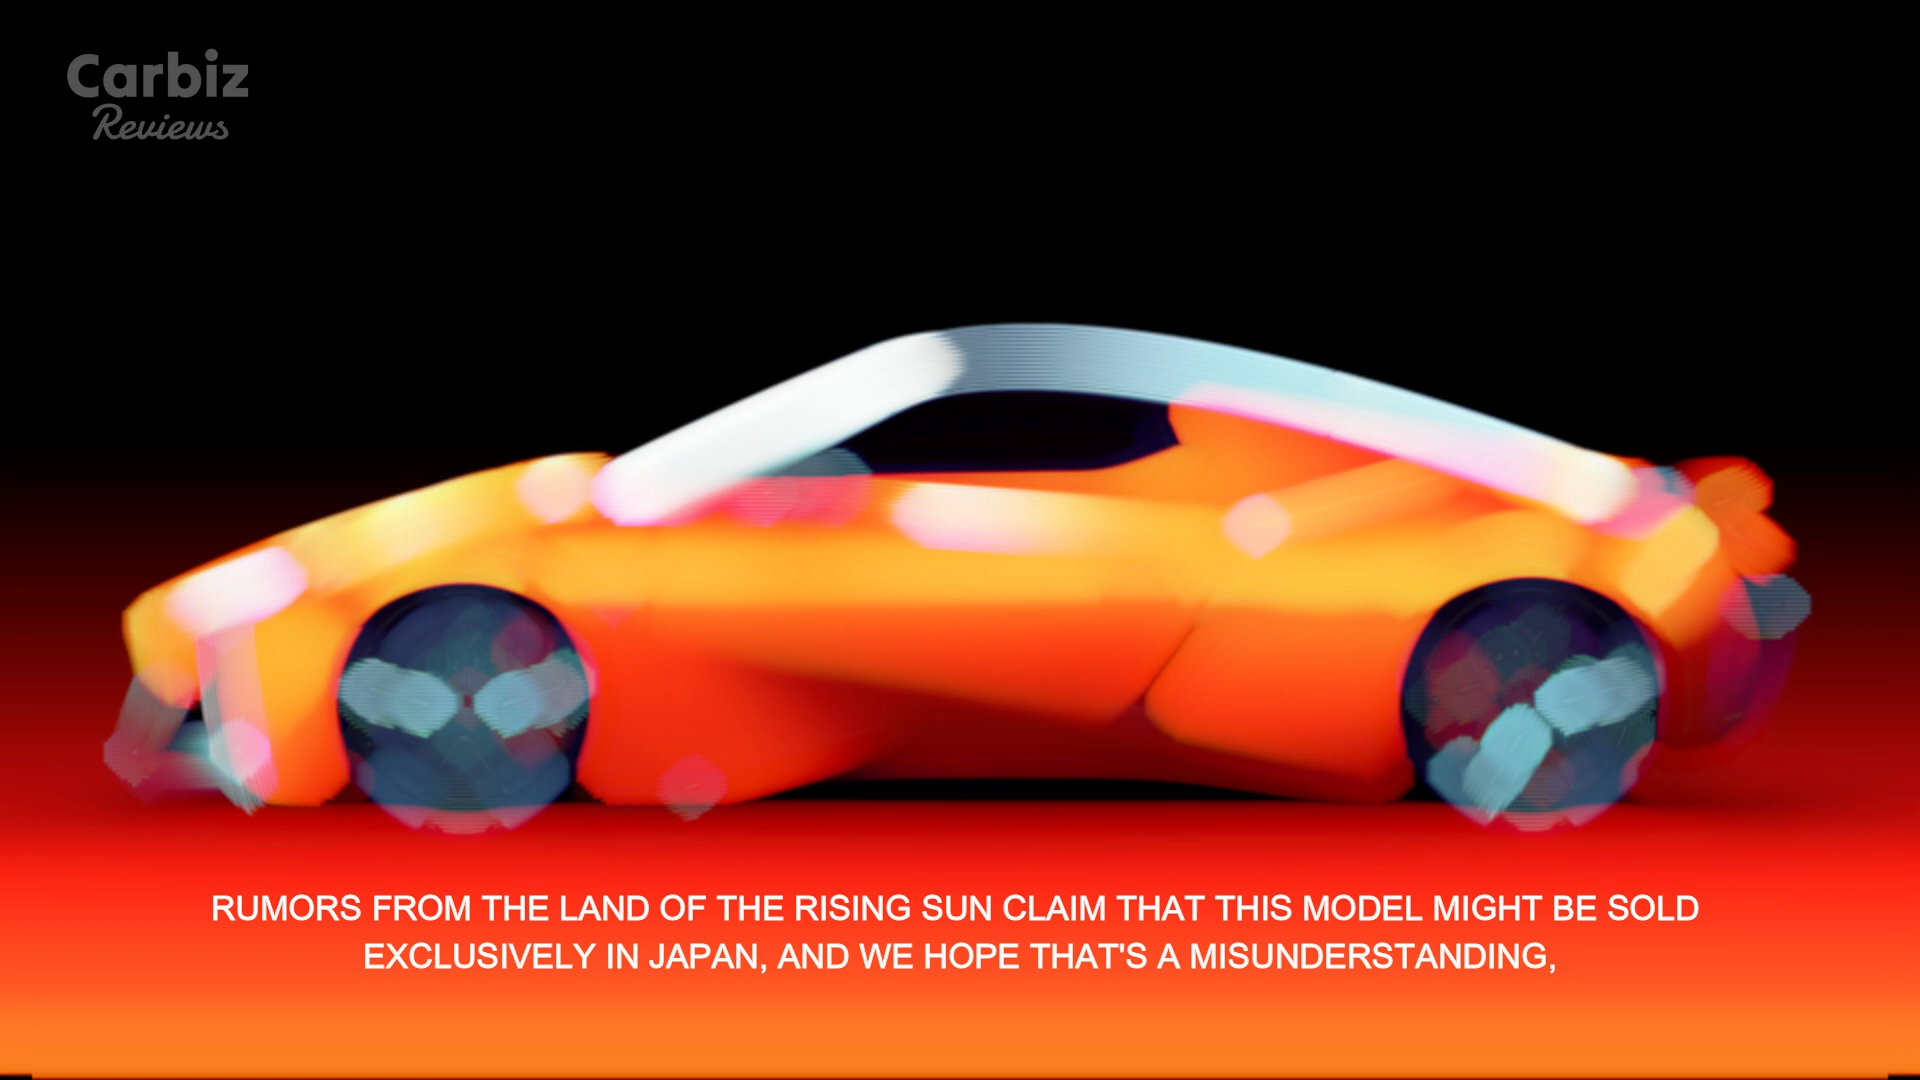 Carbiz
Reviews
RUMORS FROM THE LAND OF THE RISING SUN CLAIM THAT THIS MODEL MIGHT BE SOLD
EXCLUSIVELY IN JAPAN, AND WE HOPE THAT'S A MISUNDERSTANDING,